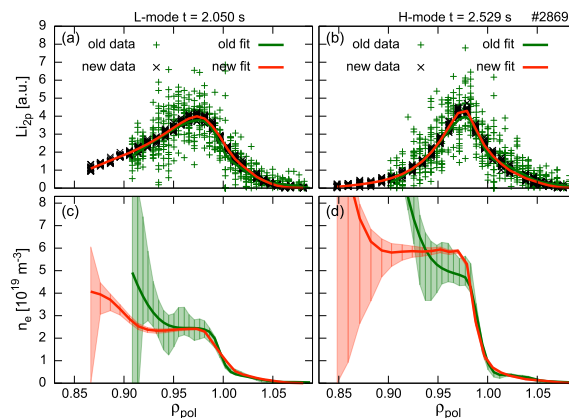 L-mode t = 2.050 s
H-mode t = 2.529 s #2869
(a) old data old fit
new data new fit
(b) old data old fit
new data new fit
Li2p [a.u.]
9
8
7
6
5
4
3
2
1
0
(c)
(d)
ne [10^19 m-3]
8
7
6
5
4
3
2
1
0
0.90 0.95 1.00 1.05
0.85 0.90 0.95 1.00 1.05
ρpol
ρpol